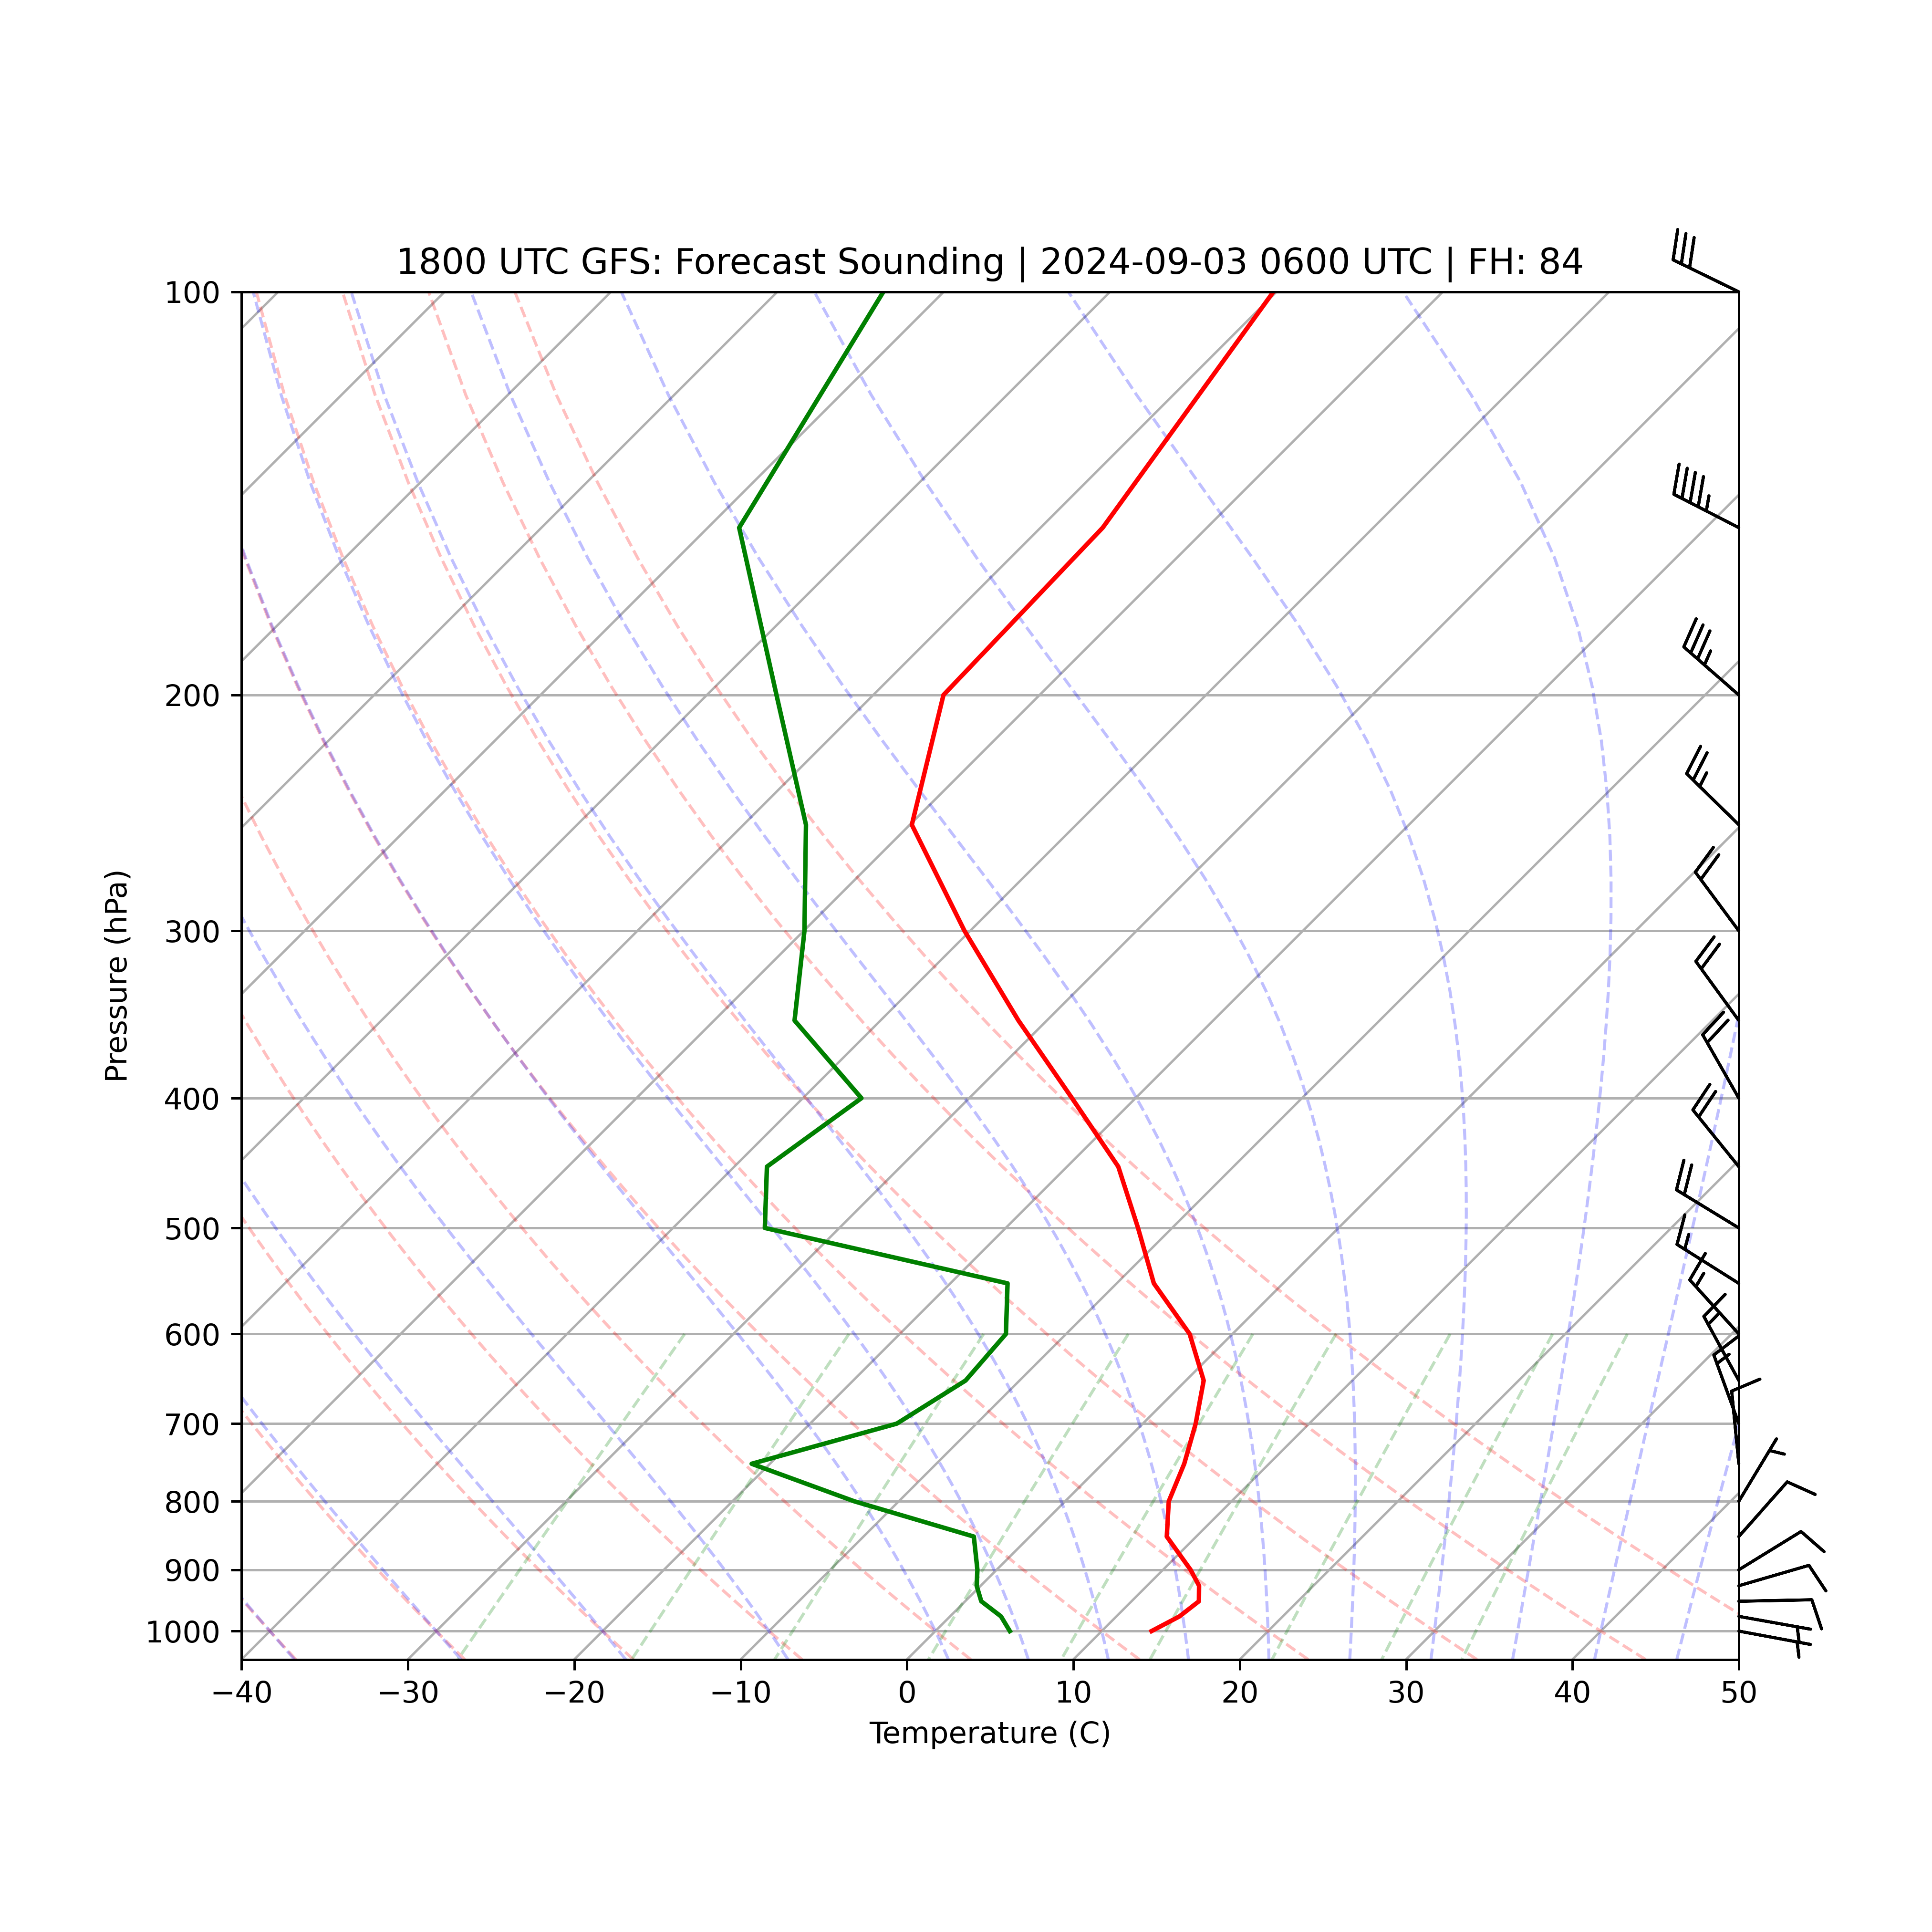 1800 UTC GFS: Forecast Sounding | 2024-09-03 0600 UTC | FH: 84
100
200
300
400
500
600
700
800
900
1000
Pressure (hPa)
−40 −30 −20 −10 0 10 20 30 40 50
Temperature (C)